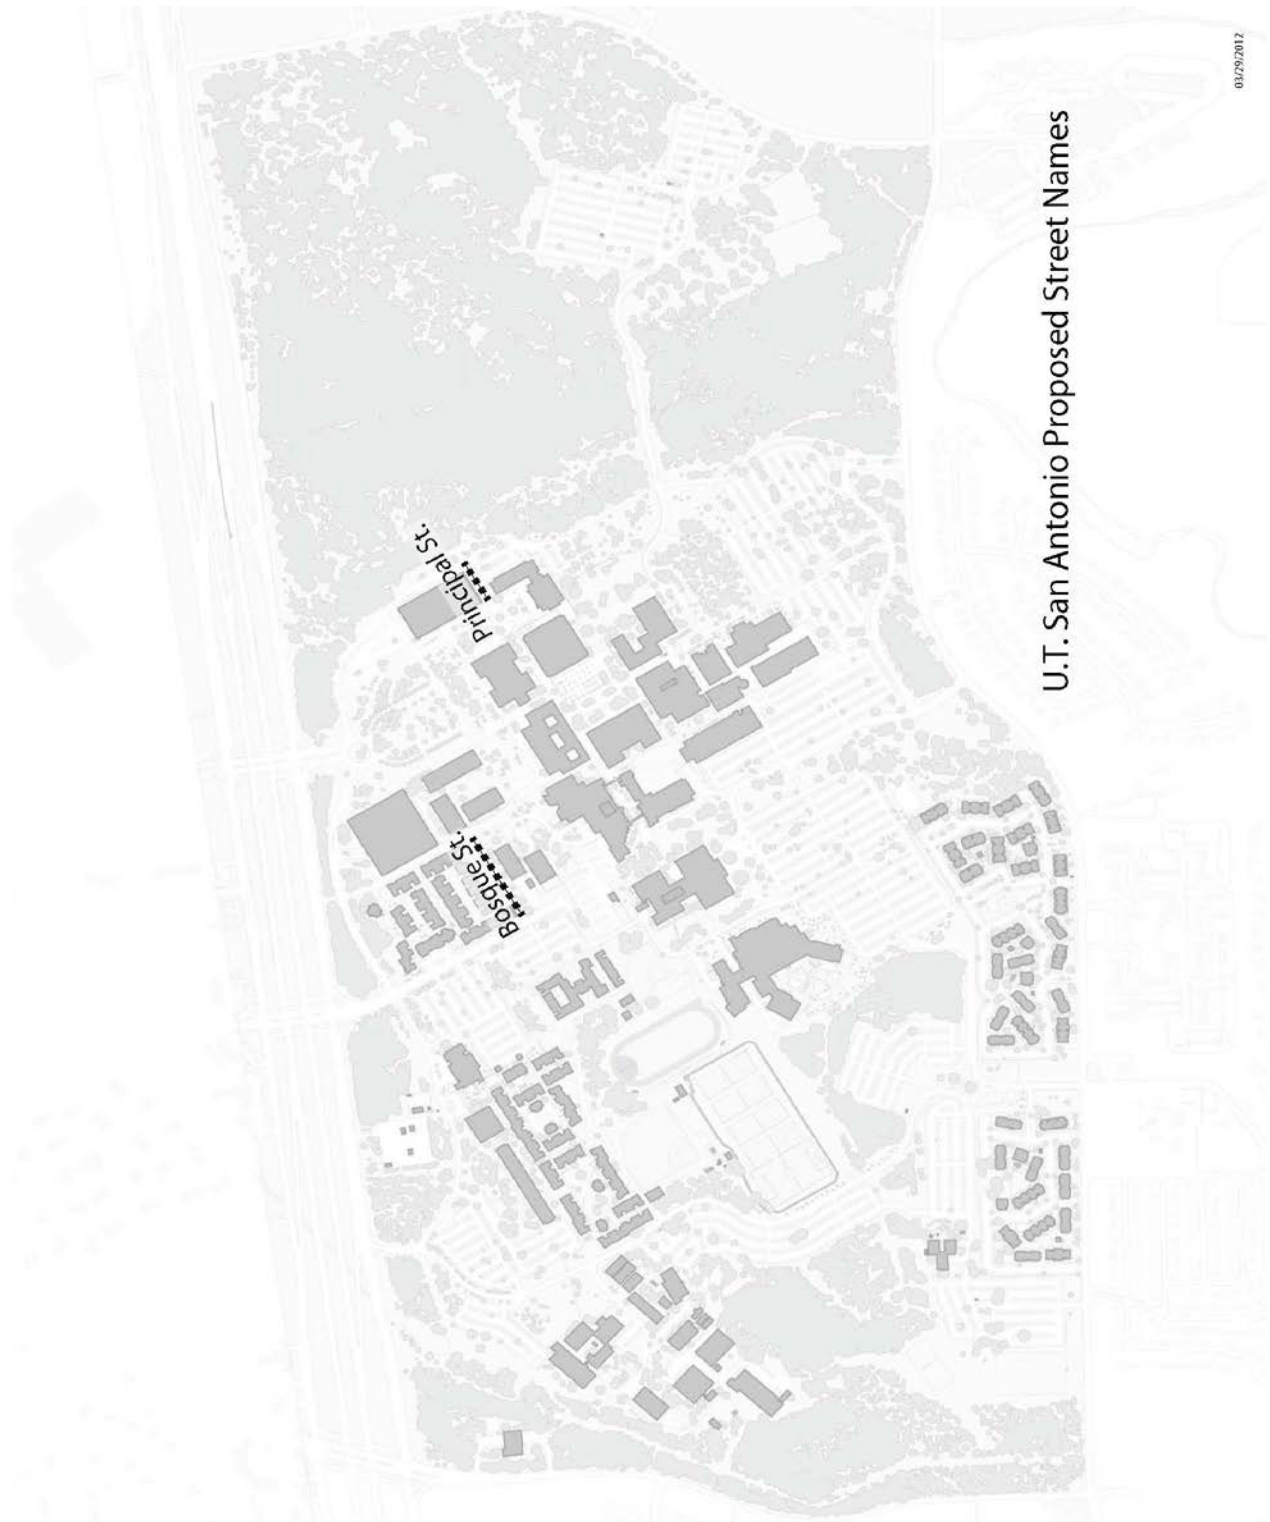 Principal St.
Bosque St.
U.T. San Antonio Proposed Street Names
03/29/2012